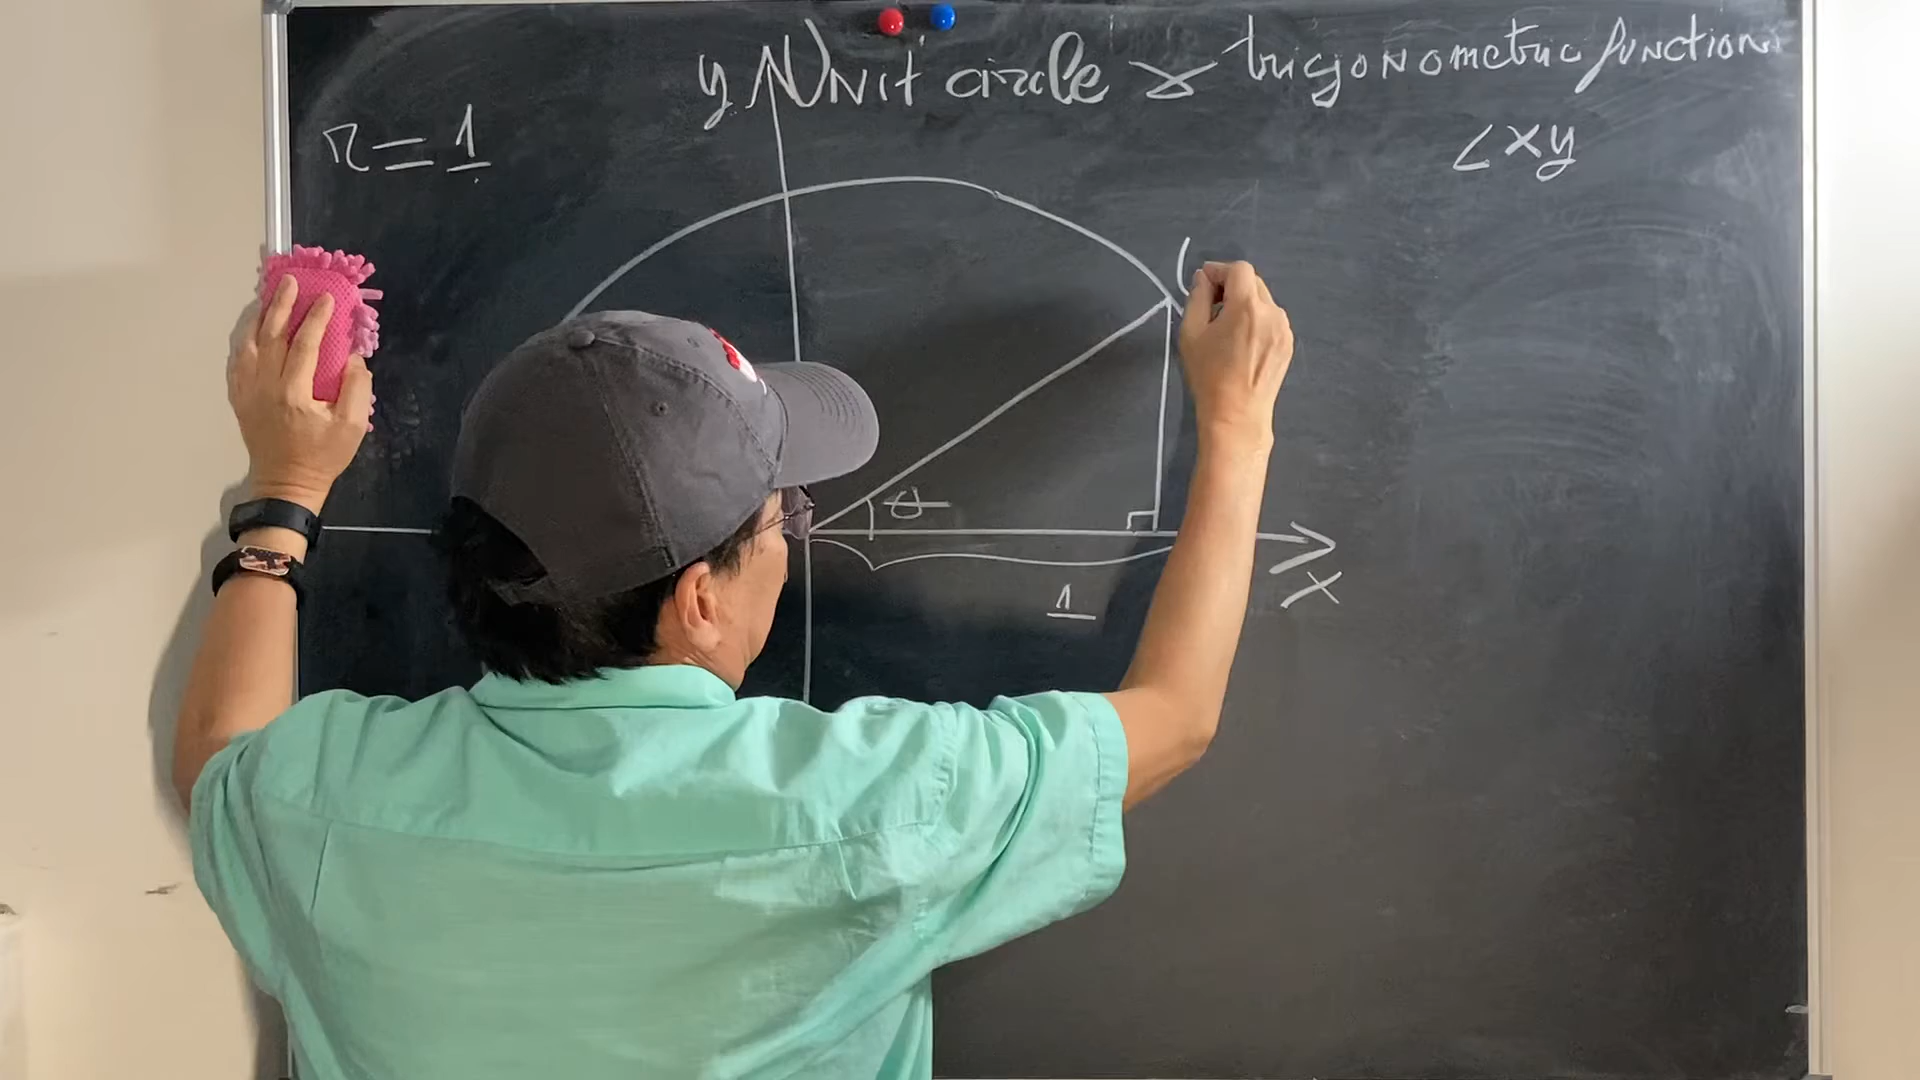 y Unit circle & trigonometric functions
r = 1
∠xy
(
θ
1
x